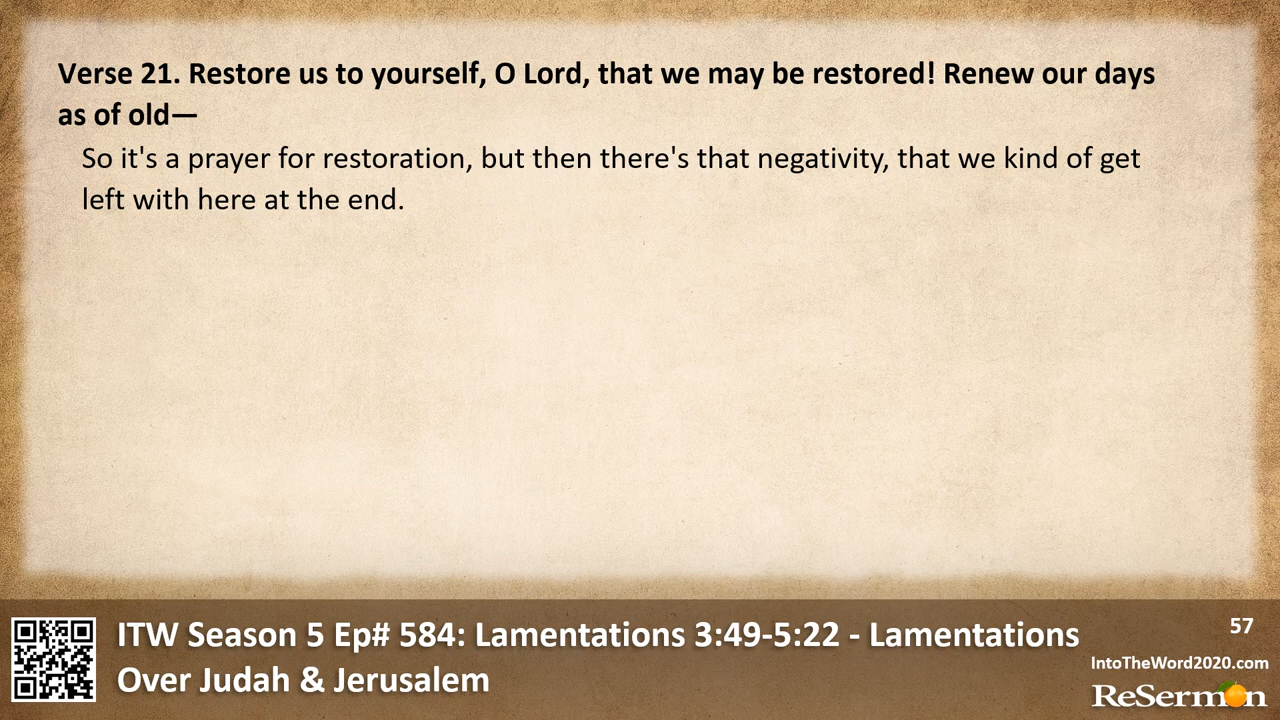 Verse 21. Restore us to yourself, O Lord, that we may be restored! Renew our days
as of old—
So it's a prayer for restoration, but then there's that negativity, that we kind of get
left with here at the end.
ITW Season 5 Ep# 584: Lamentations 3:49-5:22 - Lamentations
Over Judah & Jerusalem
57
IntoTheWord2020.com
ReSermon